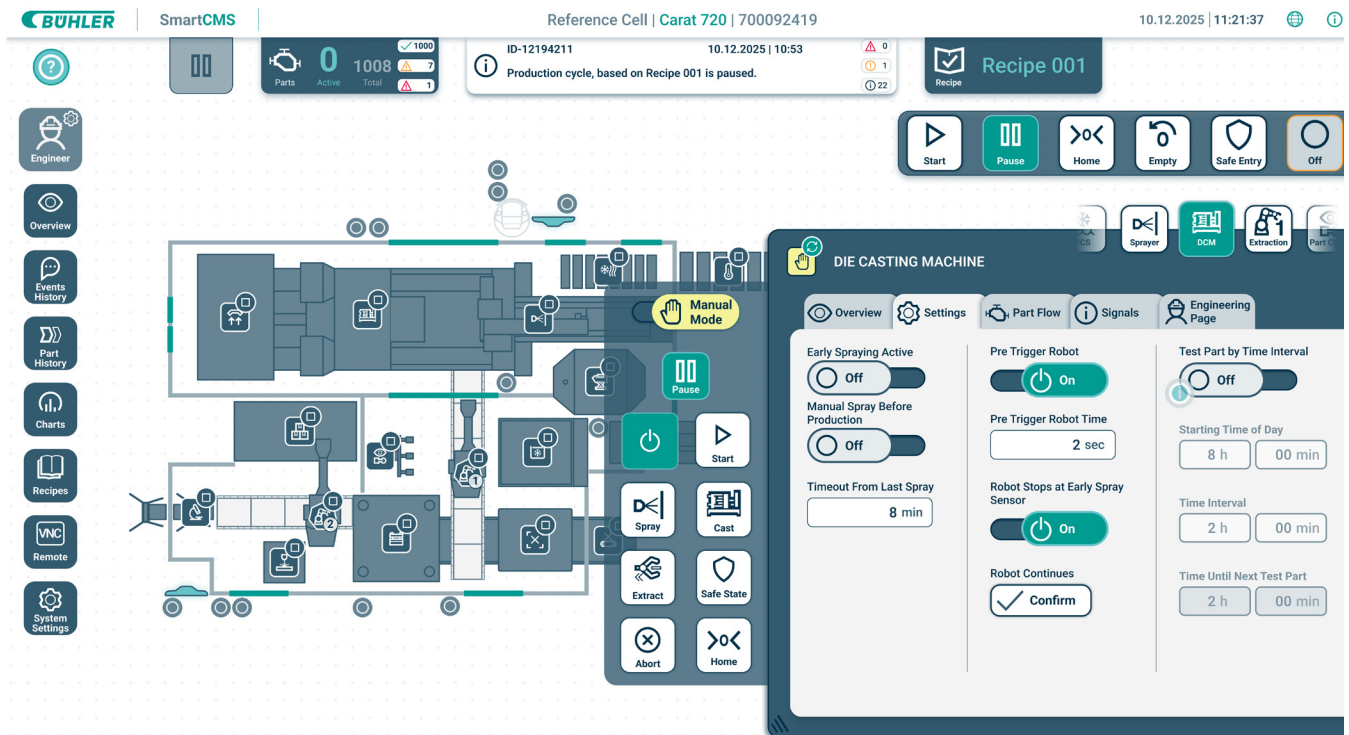 BÜHLER
SmartCMS
Reference Cell | Carat 720 | 700092419
10.12.2025 | 11:21:37
Parts
0
Active
1008
Total
1000
7
1
ID-12194211
10.12.2025 | 10:53
Production cycle, based on Recipe 001 is paused.
0
1
22
Recipe
Recipe 001
Start
Pause
Home
Empty
Safe Entry
Off
Engineer
Overview
Events
History
Part
History
Charts
Recipes
VNC
Remote
System
Settings
1
2
Manual
Mode
Pause
Start
Spray
Cast
Extract
Safe State
Abort
Home
Sprayer
DCM
Extraction
DIE CASTING MACHINE
Overview
Settings
Part Flow
Signals
Engineering
Page
Early Spraying Active
Off
Manual Spray Before
Production
Off
Timeout From Last Spray
8 min
Pre Trigger Robot
On
Pre Trigger Robot Time
2 sec
Robot Stops at Early Spray
Sensor
On
Robot Continues
Confirm
Test Part by Time Interval
Off
Starting Time of Day
8 h
00 min
Time Interval
2 h
00 min
Time Until Next Test Part
2 h
00 min